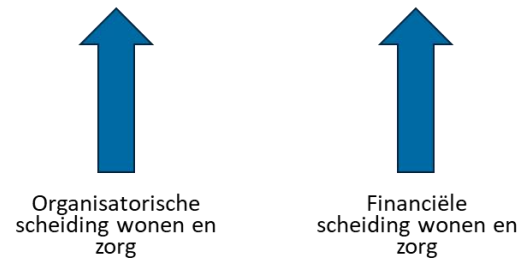 Organisatorische
scheiding wonen en
zorg
Financiële
scheiding wonen en
zorg